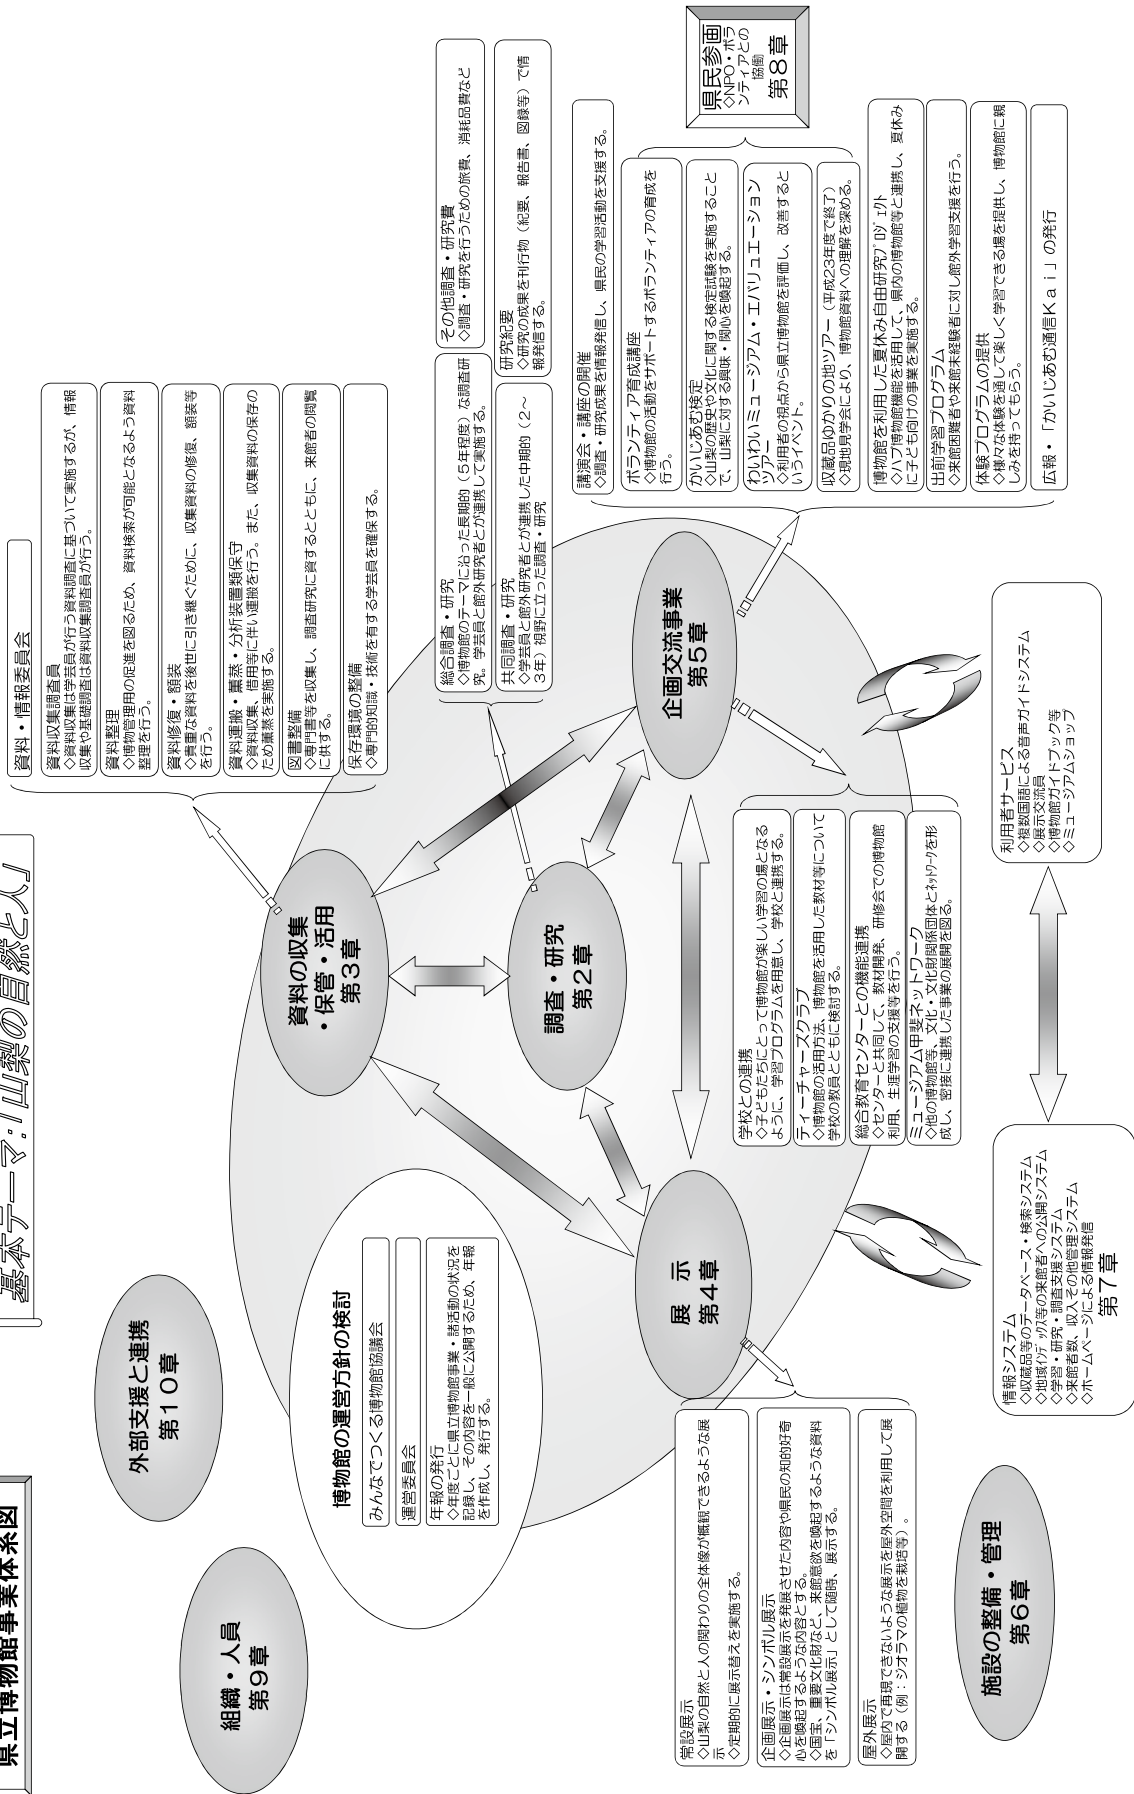 県立博物館事業体系図
基本テーマ：「山梨の自然と人」
組織・人員
第９章
外部支援と連携
第１０章
博物館の運営方針の検討
みんなでつくる博物館協議会
運営委員会
年報の発行
◇年度ごとに県立博物館事業・諸活動の状況を
記録し、その内容を一般に公開するため、年報
を作成し、発行する。
資料の収集
・保管・活用
第３章
資料・情報委員会
資料収集調査員
◇資料収集は学芸員が行う資料調査に基づいて実施するが、情報
収集や基礎調査は資料収集調査員が行う。
資料整理
◇博物管理用の促進を図るため、資料検索が可能となるよう資料
整理を行う。
資料修復・額装
◇貴重な資料を後世に引き継ぐために、収集資料の修復、額装等
を行う。
資料運搬・薫蒸・分析装置類保守
◇資料収集、借用等に伴い運搬を行う。また、収集資料の保存の
ため薫蒸を実施する。
図書整備
◇専門書等を収集し、調査研究に資するとともに、来館者の閲覧
に供する。
保存環境の整備
◇専門的知識・技術を有する学芸員を確保する。
調査・研究
第２章
総合調査・研究
◇博物館のテーマに沿った長期的（５年程度）な調査研
究。学芸員と館外研究者とが連携して実施する。
共同調査・研究
◇学芸員と館外研究者とが連携した中期的（２～
３年）視野に立った調査・研究
その他調査・研究費
◇調査・研究を行うための旅費、消耗品費など
研究紀要
◇研究の成果を刊行物（紀要、報告書、図録等）で情
報発信する。
展　示
第４章
常設展示
◇山梨の自然と人の関わりの全体像が概観できるような展
示
◇定期的に展示替えを実施する。
企画展示・シンボル展示
◇企画展示は常設展示を発展させた内容や県民の知的好奇
心を喚起するような内容とする。
◇国宝、重要文化財など、来館意欲を喚起するような資料
を「シンボル展示」として随時、展示する。
屋外展示
◇屋内で再現できないような展示を屋外空間を利用して展
開する（例：ジオラマの植物を栽培等）。
企画交流事業
第５章
学校との連携
◇子どもたちにとって博物館が楽しい学習の場となる
ように、学習プログラムを用意し、学校と連携する。
ティーチャーズクラブ
◇博物館の活用方法、博物館を活用した教材等について
学校の教員とともに検討する。
総合教育センターとの機能連携
◇センターと共同して、教材開発、研修会での博物館
利用、生涯学習の支援等を行う。
ミュージアム甲斐ネットワーク
◇他の博物館等、文化・文化財関係団体とﾈｯﾄﾜｰｸを形
成し、密接に連携した事業の展開を図る。
講演会・講座の開催
◇調査・研究成果を情報発信し、県民の学習活動を支援する。
ボランティア育成講座
◇博物館の活動をサポートするボランティアの育成を
行う。
かいじあむ検定
◇山梨の歴史や文化に関する検定試験を実施すること
で、山梨に対する興味・関心を喚起する。
わいわいミュージアム・エバリュエーション
ツアー
◇利用者の視点から県立博物館を評価し、改善すると
いうイベント。
収蔵品ゆかりの地ツアー（平成23年度で終了）
◇現地見学会により、博物館資料への理解を深める。
博物館を利用した夏休み自由研究ﾌﾟﾛｼﾞｪｸﾄ
◇ハブ博物館機能を活用して、県内の博物館等と連携し、夏休み
に子ども向けの事業を実施する。
出前学習プログラム
◇来館困難者や来館未経験者に対し館外学習支援を行う。
体験プログラムの提供
◇様々な体験を通して楽しく学習できる場を提供し、博物館に親
しみを持ってもらう。
広報・「かいじあむ通信Ｋａｉ」の発行
県民参画
◇NPO・ボラ
ンティアとの
協働
第８章
施設の整備・管理
第６章
情報システム
◇収蔵品等のデータベース・検索システム
◇地域ｲﾝﾃﾞｯｸｽ等の来館者への公開システム
◇学習・研究・調査支援システム
◇来館者数、収入その他管理システム
◇ホームページによる情報発信
第７章
利用者サービス
◇複数国語による音声ガイドシステム
◇展示交流員
◇博物館ガイドブック等
◇ミュージアムショップ